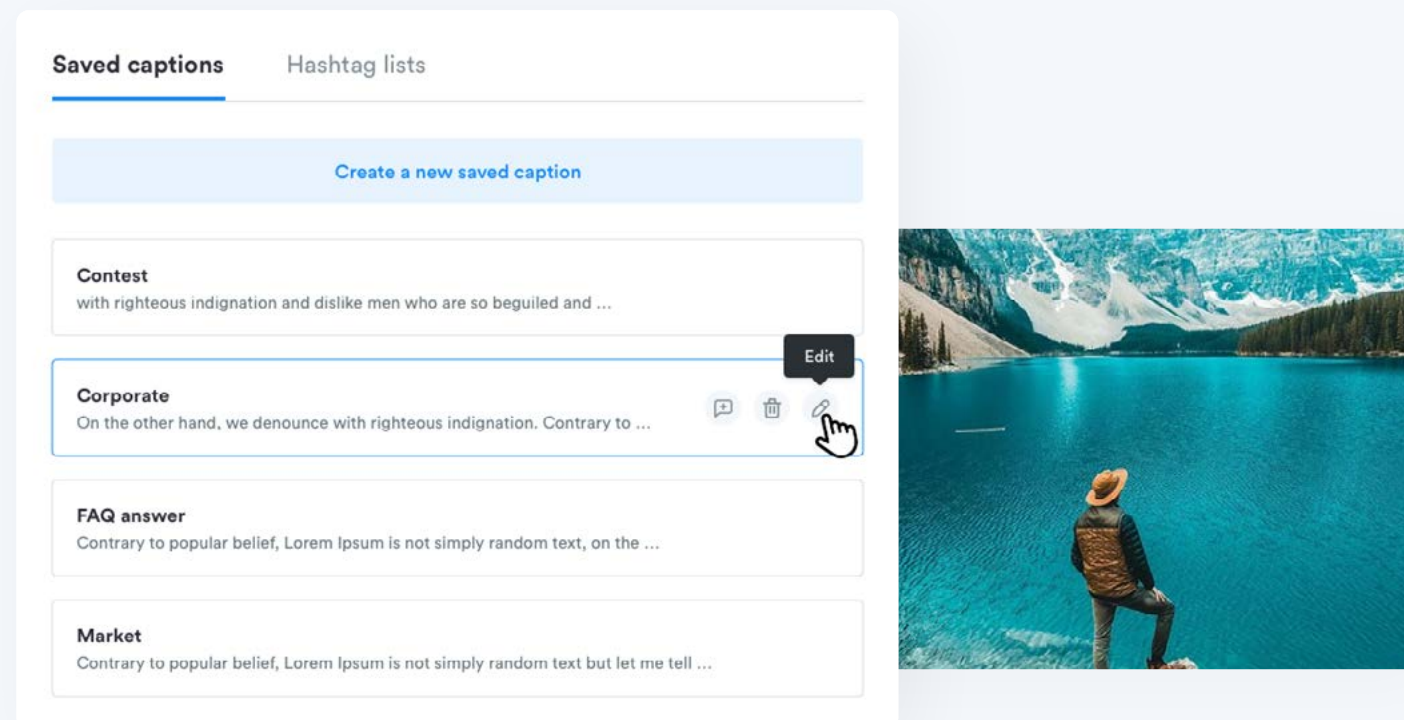 Saved captions
Hashtag lists
Create a new saved caption
Contest
with righteous indignation and dislike men who are so beguiled and ...
Edit
Corporate
On the other hand, we denounce with righteous indignation. Contrary to ...
FAQ answer
Contrary to popular belief, Lorem Ipsum is not simply random text, on the ...
Market
Contrary to popular belief, Lorem Ipsum is not simply random text but let me tell ...